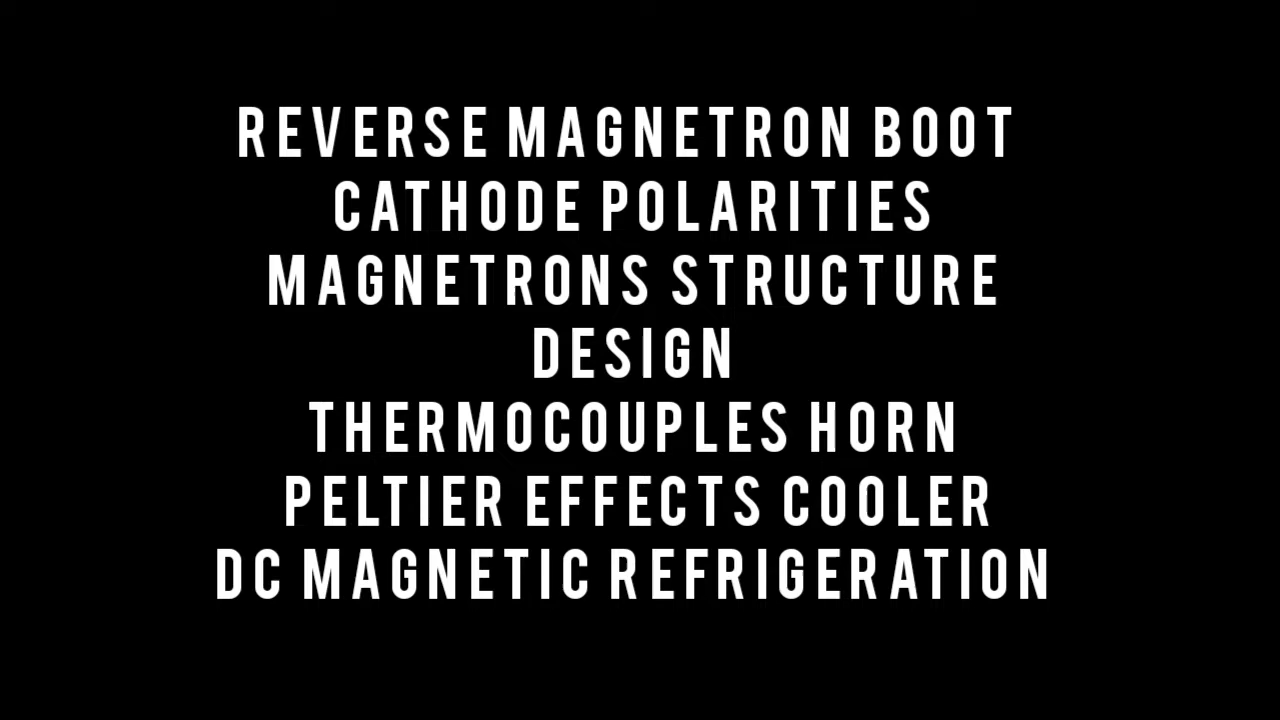 REVERSE MAGNETRON BOOT
CATHODE POLARITIES
MAGNETRONS STRUCTURE
DESIGN
THERMOCOUPLES HORN
PELTIER EFFECTS COOLER
DC MAGNETIC REFRIGERATION